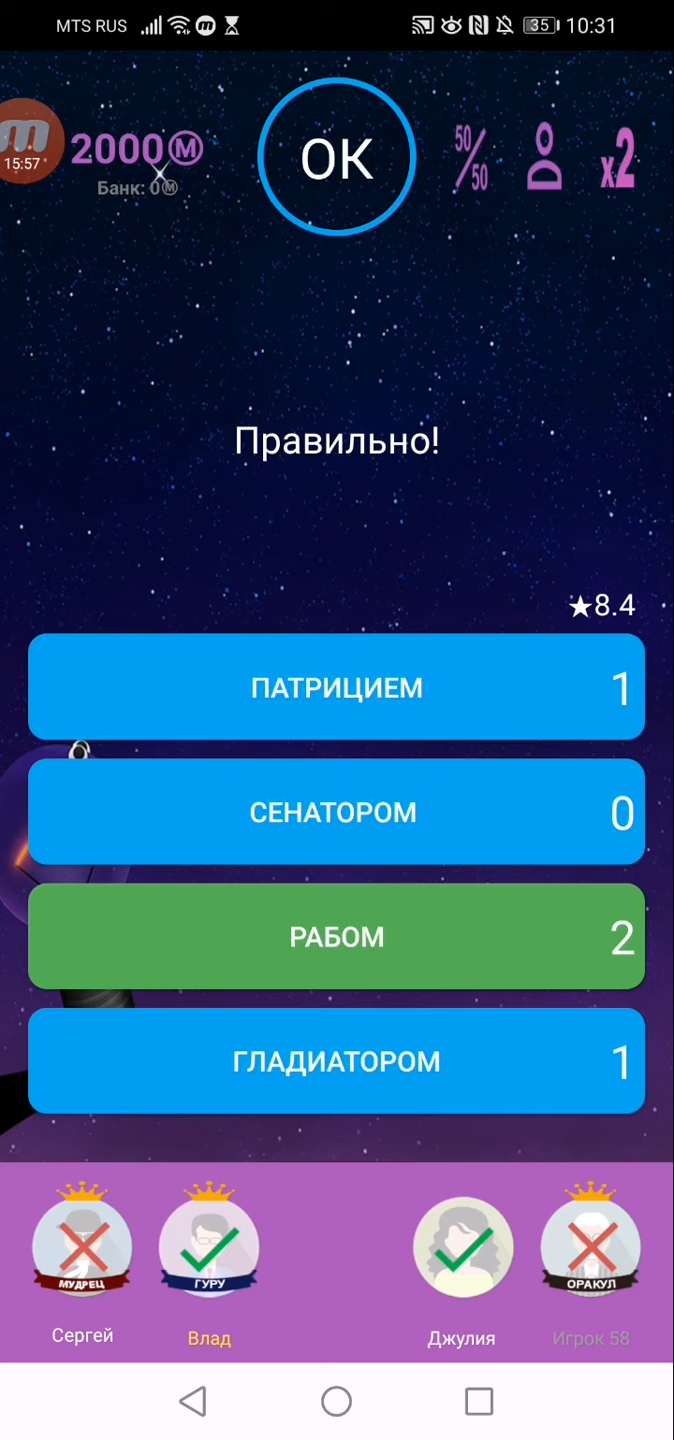 MTS RUS
35 10:31
15:57
2000Ⓜ
Банк: 0Ⓜ
ОК
50/50
x2
Правильно!
★8.4
ПАТРИЦИЕМ 1
СЕНАТОРОМ 0
РАБОМ 2
ГЛАДИАТОРОМ 1
МУДРЕЦ
ГУРУ
ОРАКУЛ
Сергей
Влад
Джулия
Игрок 58